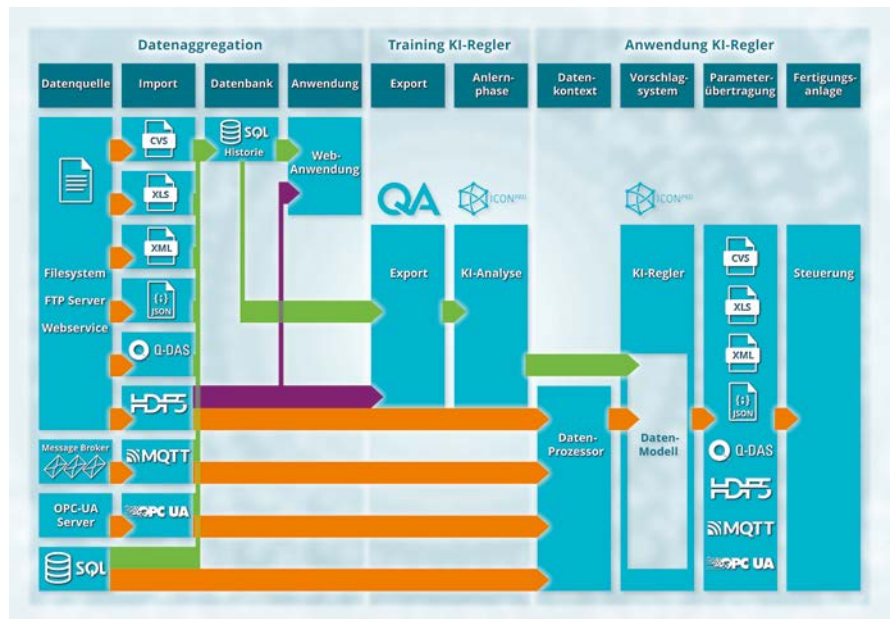 Datenaggregation
Training KI-Regler
Anwendung KI-Regler
Datenquelle
Import
Datenbank
Anwendung
Export
Anlern-
phase
Daten-
kontext
Vorschlag-
system
Parameter-
übertragung
Fertigungs-
anlage
Filesystem
FTP Server
Webservice
CVS
XLS
XML
{;}
JSON
Q-DAS
HDF5
SQL
Historie
Web-
Anwendung
QA
Export
ICONPRO
KI-Analyse
ICONPRO
KI-Regler
CVS
XLS
XML
{;}
JSON
Q-DAS
HDF5
MQTT
OPC UA
Steuerung
Message Broker
MQTT
OPC-UA
Server
OPC UA
SQL
Daten-
Prozessor
Daten-
Modell